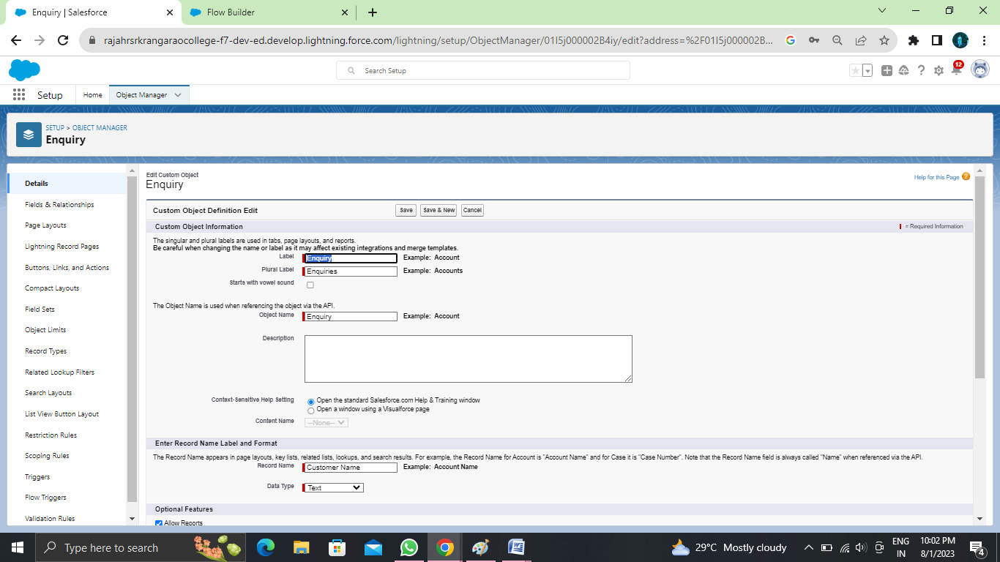 Enquiry | Salesforce
Flow Builder
rajahrsrkrangaraocollege-f7-dev-ed.develop.lightning.force.com/lightning/setup/ObjectManager/01I5j000002B4iy/edit?address=%2F01I5j000002B...
Search Setup
12
Setup
Home
Object Manager
SETUP > OBJECT MANAGER
Enquiry
Details
Fields & Relationships
Page Layouts
Lightning Record Pages
Buttons, Links, and Actions
Compact Layouts
Field Sets
Object Limits
Record Types
Related Lookup Filters
Search Layouts
List View Button Layout
Restriction Rules
Scoping Rules
Triggers
Flow Triggers
Validation Rules
Edit Custom Object
Enquiry
Help for this Page
Custom Object Definition Edit
Save
Save & New
Cancel
Custom Object Information
= Required Information
The singular and plural labels are used in tabs, page layouts, and reports.
Be careful when changing the name or label as it may affect existing integrations and merge templates.
Label Enquiry Example: Account
Plural Label Enquiries Example: Accounts
Starts with vowel sound
The Object Name is used when referencing the object via the API.
Object Name Enquiry Example: Account
Description
Context-Sensitive Help Setting Open the standard Salesforce.com Help & Training window
Open a window using a Visualforce page
Content Name --None--
Enter Record Name Label and Format
The Record Name appears in page layouts, key lists, related lists, lookups, and search results. For example, the Record Name for Account is "Account Name" and for Case it is "Case Number". Note that the Record Name field is always called "Name" when referenced via the API.
Record Name Customer Name Example: Account Name
Data Type Text
Optional Features
Allow Reports
Type here to search
29°C Mostly cloudy
ENG
IN
10:02 PM
8/1/2023
4